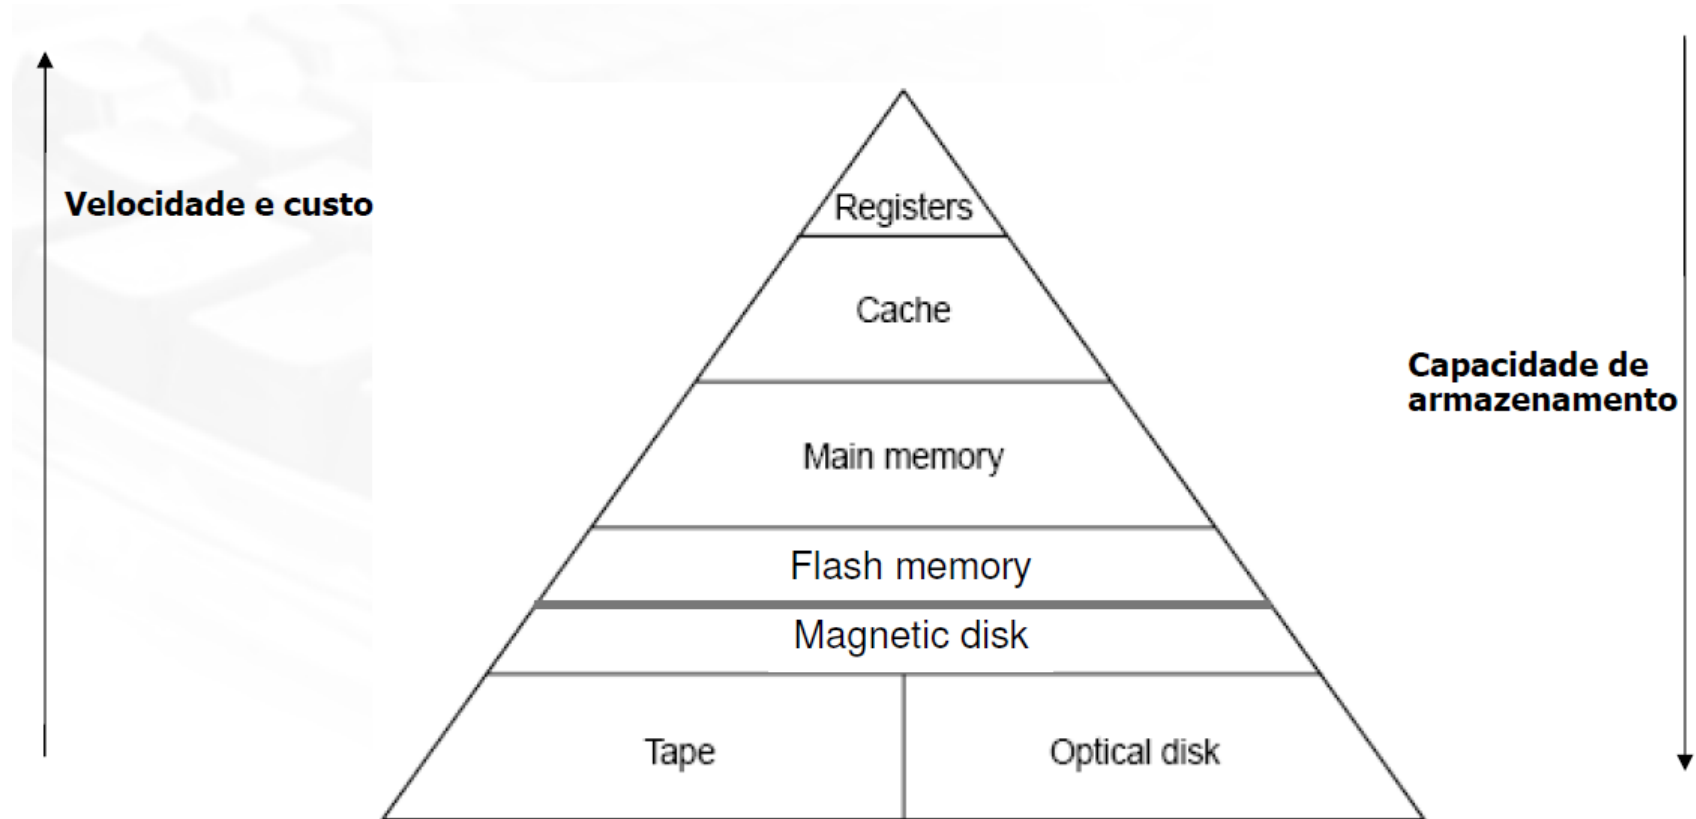 Velocidade e custo
Registers
Cache
Capacidade de
armazenamento
Main memory
Flash memory
Magnetic disk
Tape
Optical disk